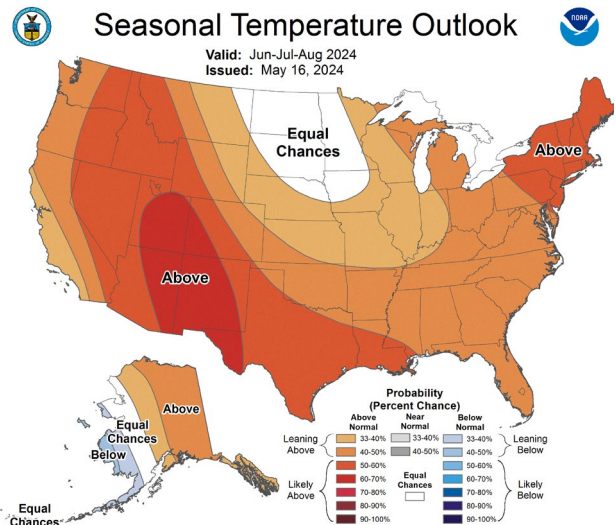 Seasonal Temperature Outlook
NOAA
Valid: Jun-Jul-Aug 2024
Issued: May 16, 2024
Equal
Chances
Above
Above
Above
Equal
Chances
Below
Equal
Chances
Probability
(Percent Chance)
Above
Normal
Near
Normal
Below
Normal
Leaning
Above
33-40%
33-40%
33-40%
Leaning
Below
40-50%
40-50%
40-50%
Likely
Above
50-60%
60-70%
70-80%
80-90%
90-100%
Equal
Chances
50-60%
60-70%
70-80%
80-90%
90-100%
Likely
Below